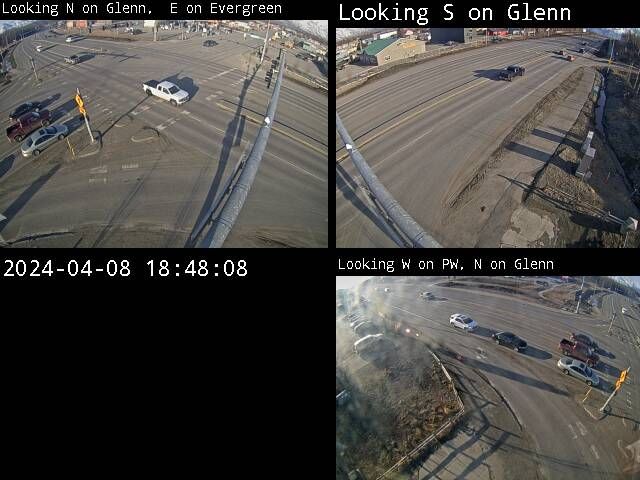 Looking N on Glenn, E on Evergreen
Looking S on Glenn
2024-04-08 18:48:08
Looking W on PW, N on Glenn